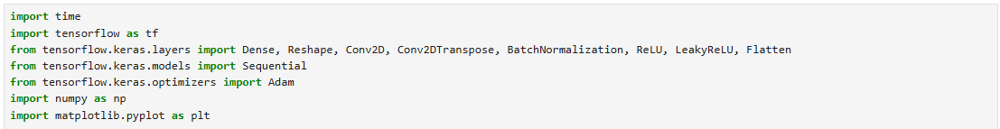 import time
import tensorflow as tf
from tensorflow.keras.layers import Dense, Reshape, Conv2D, Conv2DTranspose, BatchNormalization, ReLU, LeakyReLU, Flatten
from tensorflow.keras.models import Sequential
from tensorflow.keras.optimizers import Adam
import numpy as np
import matplotlib.pyplot as plt